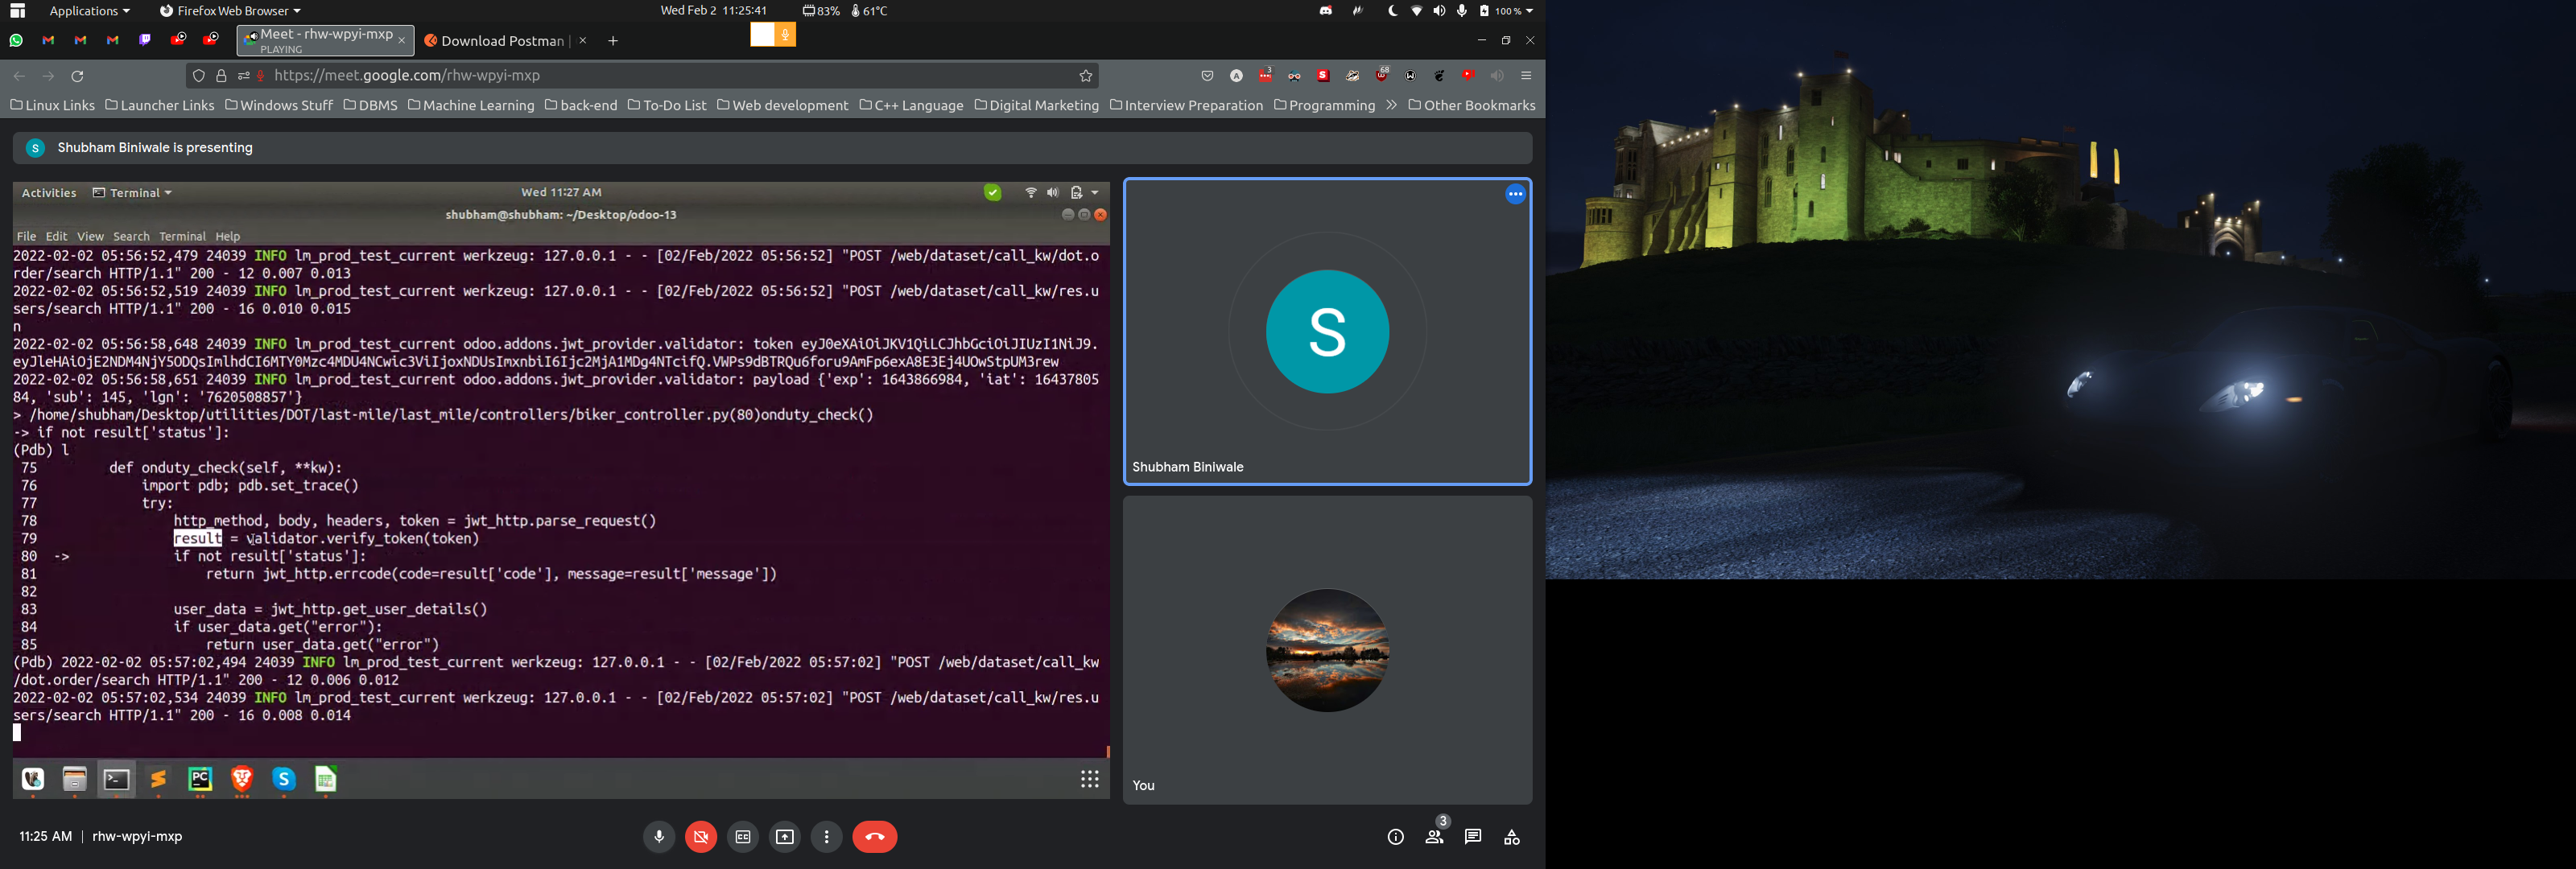 Applications
Firefox Web Browser
Wed Feb 2 11:25:41
83%
61°C
100 %
Meet - rhw-wpyi-mxp
PLAYING
Download Postman |
https://meet.google.com/rhw-wpyi-mxp
3
68
Linux Links
Launcher Links
Windows Stuff
DBMS
Machine Learning
back-end
To-Do List
Web development
C++ Language
Digital Marketing
Interview Preparation
Programming
Other Bookmarks
S
Shubham Biniwale is presenting
Activities
Terminal
Wed 11:27 AM
shubham@shubham: ~/Desktop/odoo-13
File Edit View Search Terminal Help
2022-02-02 05:56:52,479 24039 INFO lm_prod_test_current werkzeug: 127.0.0.1 - - [02/Feb/2022 05:56:52] "POST /web/dataset/call_kw/dot.o
rder/search HTTP/1.1" 200 - 12 0.007 0.013
2022-02-02 05:56:52,519 24039 INFO lm_prod_test_current werkzeug: 127.0.0.1 - - [02/Feb/2022 05:56:52] "POST /web/dataset/call_kw/res.u
sers/search HTTP/1.1" 200 - 16 0.010 0.015
n
2022-02-02 05:56:58,648 24039 INFO lm_prod_test_current odoo.addons.jwt_provider.validator: token eyJ0eXAiOiJKV1QiLCJhbGciOiJIUzI1NiJ9.
eyJleHAiOjE2NDM4NjY5ODQsImlhdCI6MTY0Mzc4MDU4NCwic3ViIjoxNDUsImxnbiI6Ijc2MjA1MDg4NTcifQ.VWPs9dBTRQu6foru9AmFp6exA8E3Ej4UOwStpUM3rew
2022-02-02 05:56:58,651 24039 INFO lm_prod_test_current odoo.addons.jwt_provider.validator: payload {'exp': 1643866984, 'iat': 16437805
84, 'sub': 145, 'lgn': '7620508857'}
> /home/shubham/Desktop/utilities/DOT/last-mile/last_mile/controllers/biker_controller.py(80)onduty_check()
-> if not result['status']:
(Pdb) l
75 def onduty_check(self, **kw):
76 import pdb; pdb.set_trace()
77 try:
78 http_method, body, headers, token = jwt_http.parse_request()
79 result = validator.verify_token(token)
80 -> if not result['status']:
81 return jwt_http.errcode(code=result['code'], message=result['message'])
82
83 user_data = jwt_http.get_user_details()
84 if user_data.get("error"):
85 return user_data.get("error")
(Pdb) 2022-02-02 05:57:02,494 24039 INFO lm_prod_test_current werkzeug: 127.0.0.1 - - [02/Feb/2022 05:57:02] "POST /web/dataset/call_kw
/dot.order/search HTTP/1.1" 200 - 12 0.006 0.012
2022-02-02 05:57:02,534 24039 INFO lm_prod_test_current werkzeug: 127.0.0.1 - - [02/Feb/2022 05:57:02] "POST /web/dataset/call_kw/res.u
sers/search HTTP/1.1" 200 - 16 0.008 0.014
S
Shubham Biniwale
You
PC
11:25 AM | rhw-wpyi-mxp
3